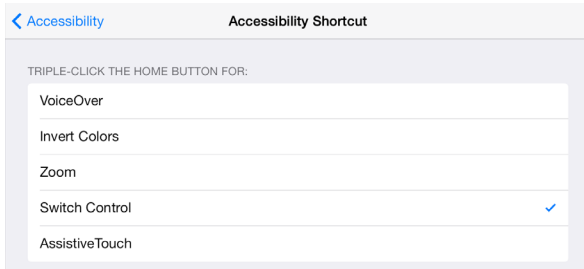 Accessibility Accessibility Shortcut
TRIPLE-CLICK THE HOME BUTTON FOR:
VoiceOver
Invert Colors
Zoom
Switch Control
AssistiveTouch